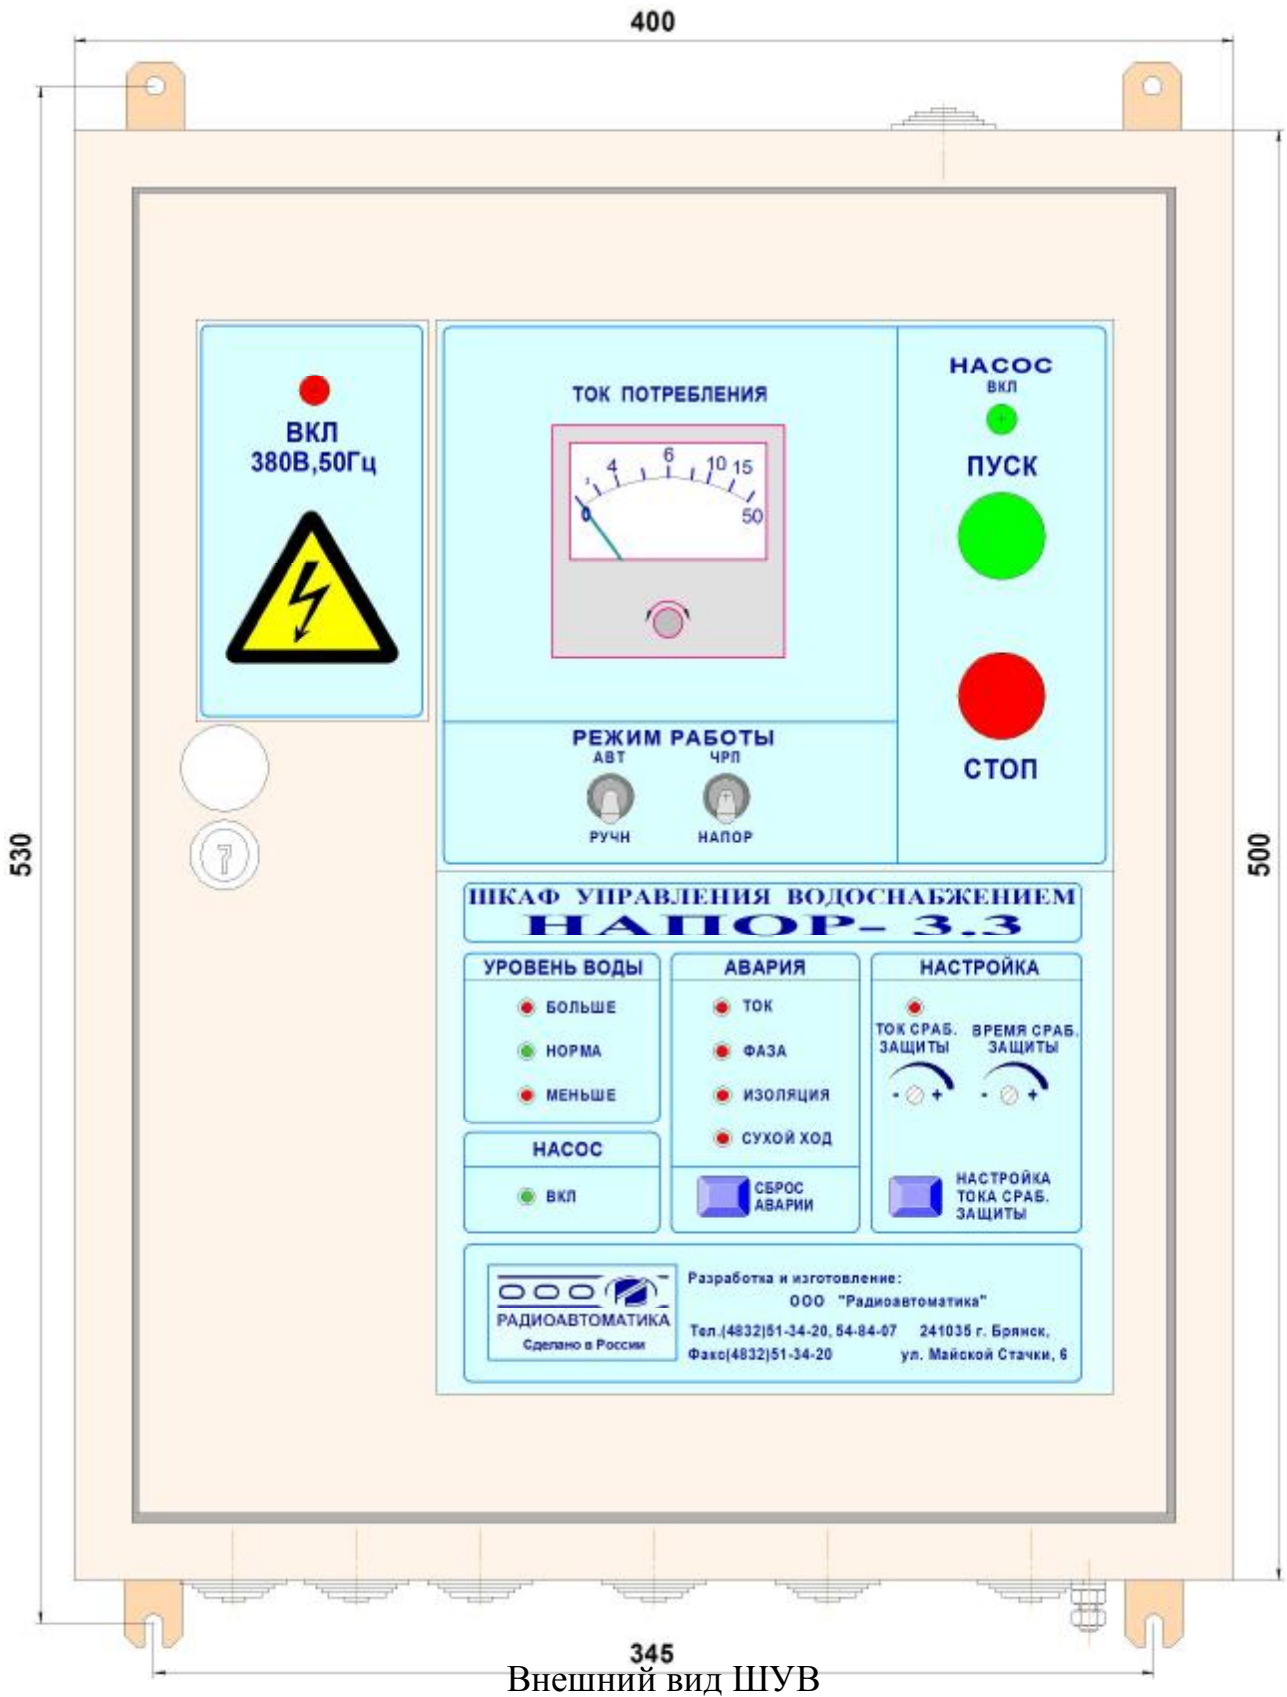 400
530
500
ВКЛ
380В,50Гц
ТОК ПОТРЕБЛЕНИЯ
4 6 10 15
0 50
НАСОС
ВКЛ
ПУСК
СТОП
РЕЖИМ РАБОТЫ
АВТ ЧРП
РУЧН НАПОР
ШКАФ УПРАВЛЕНИЯ ВОДОСНАБЖЕНИЕМ
НАПОР- 3.3
УРОВЕНЬ ВОДЫ
БОЛЬШЕ
НОРМА
МЕНЬШЕ
НАСОС
ВКЛ
АВАРИЯ
ТОК
ФАЗА
ИЗОЛЯЦИЯ
СУХОЙ ХОД
СБРОС
АВАРИИ
НАСТРОЙКА
ТОК СРАБ.
ЗАЩИТЫ
ВРЕМЯ СРАБ.
ЗАЩИТЫ
- + - +
НАСТРОЙКА
ТОКА СРАБ.
ЗАЩИТЫ
РАДИОАВТОМАТИКА
Сделано в России
Разработка и изготовление:
ООО "Радиоавтоматика"
Тел.(4832)51-34-20, 54-84-07 241035 г. Брянск,
Факс(4832)51-34-20 ул. Майской Стачки, 6
345
Внешний вид ШУВ